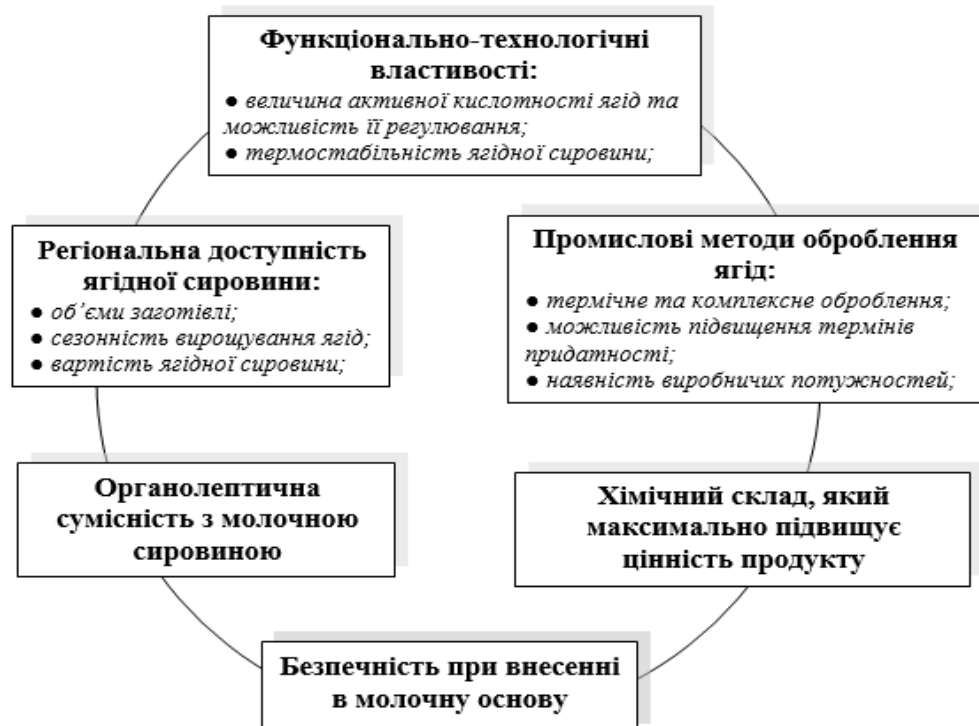 Функціонально-технологічні
властивості:
● величина активної кислотності ягід та
можливість її регулювання;
● термостабільність ягідної сировини;
Регіональна доступність
ягідної сировини:
● об’єми заготівлі;
● сезонність вирощування ягід;
● вартість ягідної сировини;
Промислові методи оброблення
ягід:
● термічне та комплексне оброблення;
● можливість підвищення термінів
придатності;
● наявність виробничих потужностей;
Органолептична
сумісність з молочною
сировиною
Хімічний склад, який
максимально підвищує
цінність продукту
Безпечність при внесенні
в молочну основу